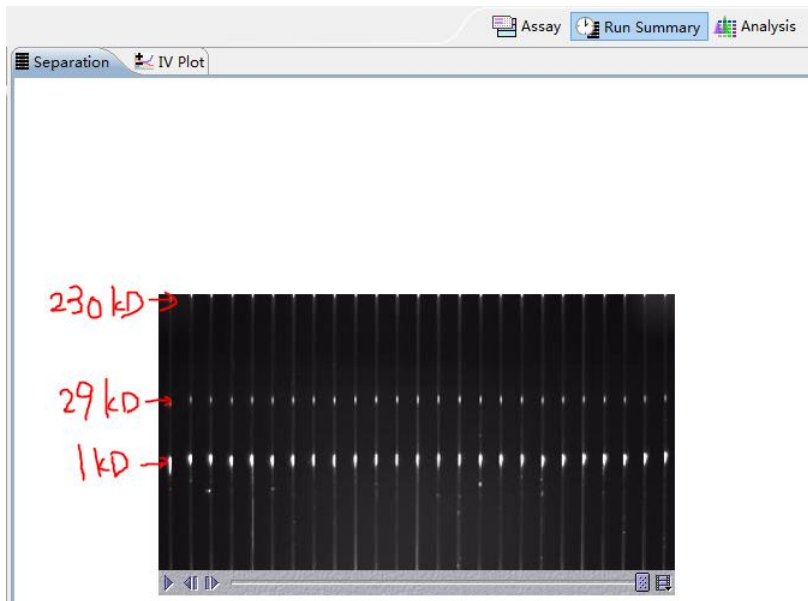 Assay Run Summary Analysis
Separation IV Plot
230 kD
29 kD
1 kD